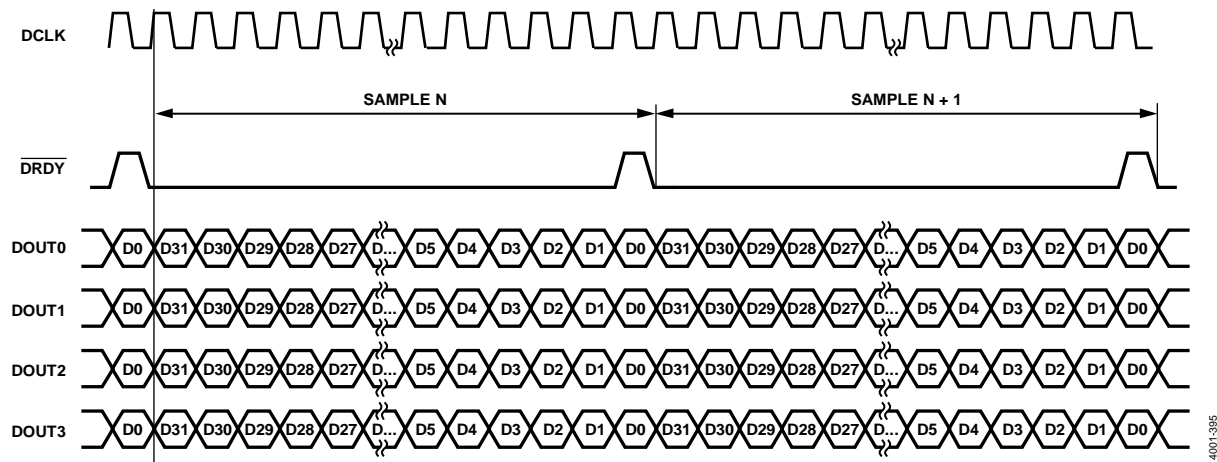 DCLK
SAMPLE N SAMPLE N + 1
DRDY
DOUT0 D0 D31 D30 D29 D28 D27 D... D5 D4 D3 D2 D1 D0 D31 D30 D29 D28 D27 D... D5 D4 D3 D2 D1 D0
DOUT1 D0 D31 D30 D29 D28 D27 D... D5 D4 D3 D2 D1 D0 D31 D30 D29 D28 D27 D... D5 D4 D3 D2 D1 D0
DOUT2 D0 D31 D30 D29 D28 D27 D... D5 D4 D3 D2 D1 D0 D31 D30 D29 D28 D27 D... D5 D4 D3 D2 D1 D0
DOUT3 D0 D31 D30 D29 D28 D27 D... D5 D4 D3 D2 D1 D0 D31 D30 D29 D28 D27 D... D5 D4 D3 D2 D1 D0
4001-395